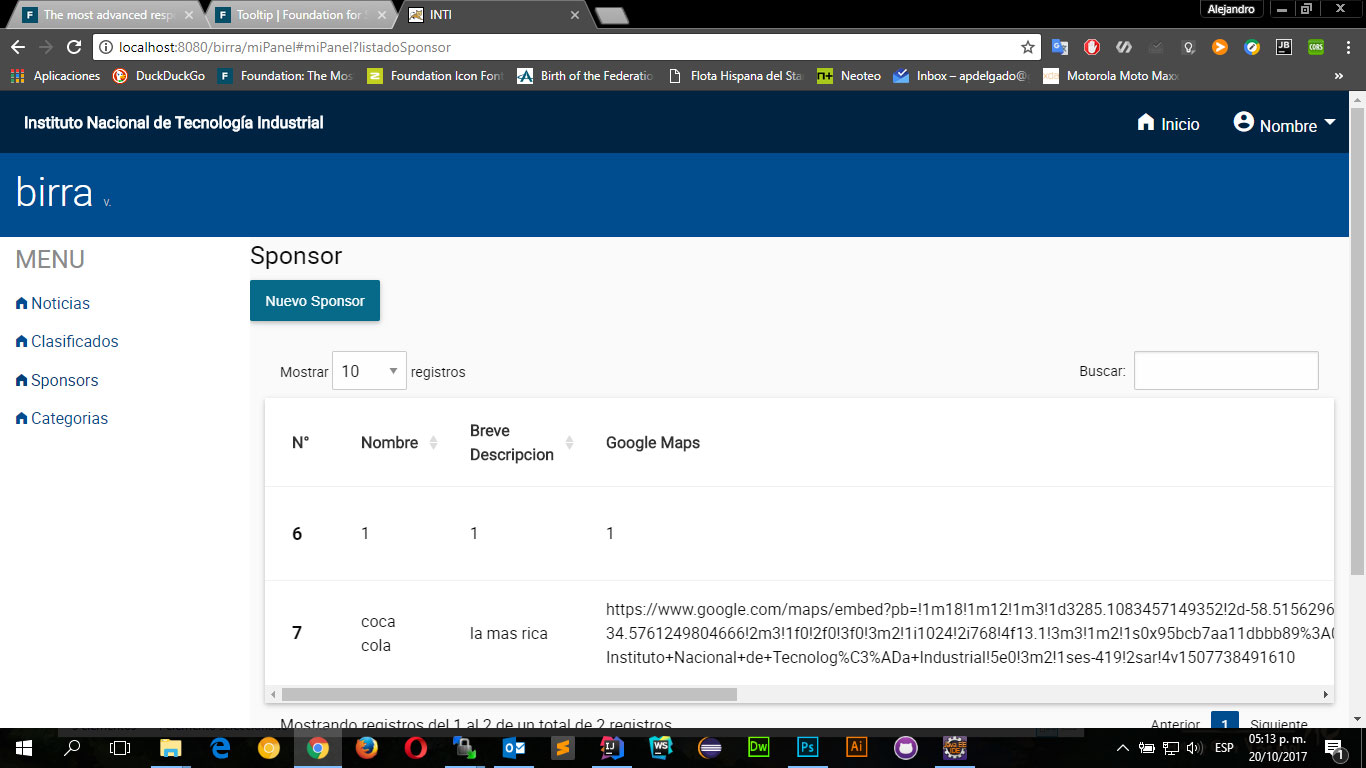 The most advanced resp
Tooltip | Foundation for S
INTI
Alejandro
localhost:8080/birra/miPanel#miPanel?listadoSponsor
Aplicaciones
DuckDuckGo
Foundation: The Mos
Foundation Icon Font
Birth of the Federatio
Flota Hispana del Sta
Neoteo
Inbox – apdelgado@
Motorola Moto Maxx
»
Instituto Nacional de Tecnología Industrial
Inicio
Nombre
birra v.
MENU
Noticias
Clasificados
Sponsors
Categorias
Sponsor
Nuevo Sponsor
Mostrar 10 registros
Buscar:
N° Nombre Breve Descripcion Google Maps
6 1 1 1
7 coca cola la mas rica
https://www.google.com/maps/embed?pb=!1m18!1m12!1m3!1d3285.1083457149352!2d-58.5156296
34.5761249804666!2m3!1f0!2f0!3f0!3m2!1i1024!2i768!4f13.1!3m3!1m2!1s0x95bcb7aa11dbbb89%3A0
Instituto+Nacional+de+Tecnolog%C3%ADa+Industrial!5e0!3m2!1ses-419!2sar!4v1507738491610
Mostrando registros del 1 al 2 de un total de 2 registros
Anterior 1 Siguiente
ESP
05:13 p. m.
20/10/2017
1